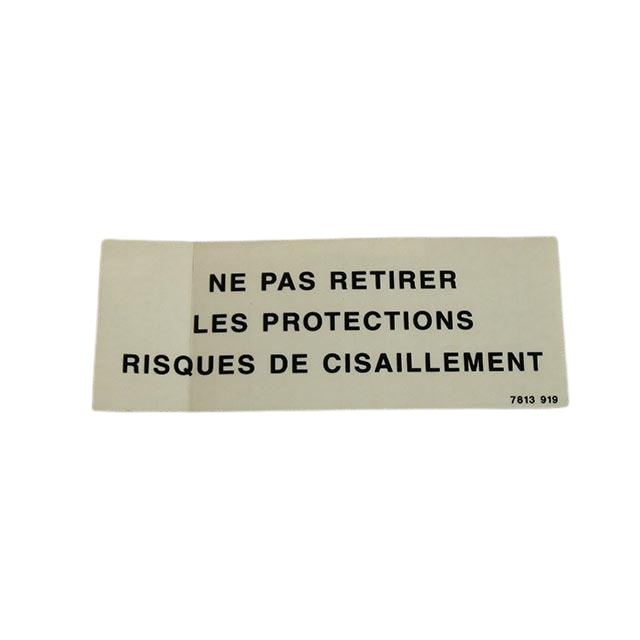 NE PAS RETIRER
LES PROTECTIONS
RISQUES DE CISAILLEMENT
7813 919